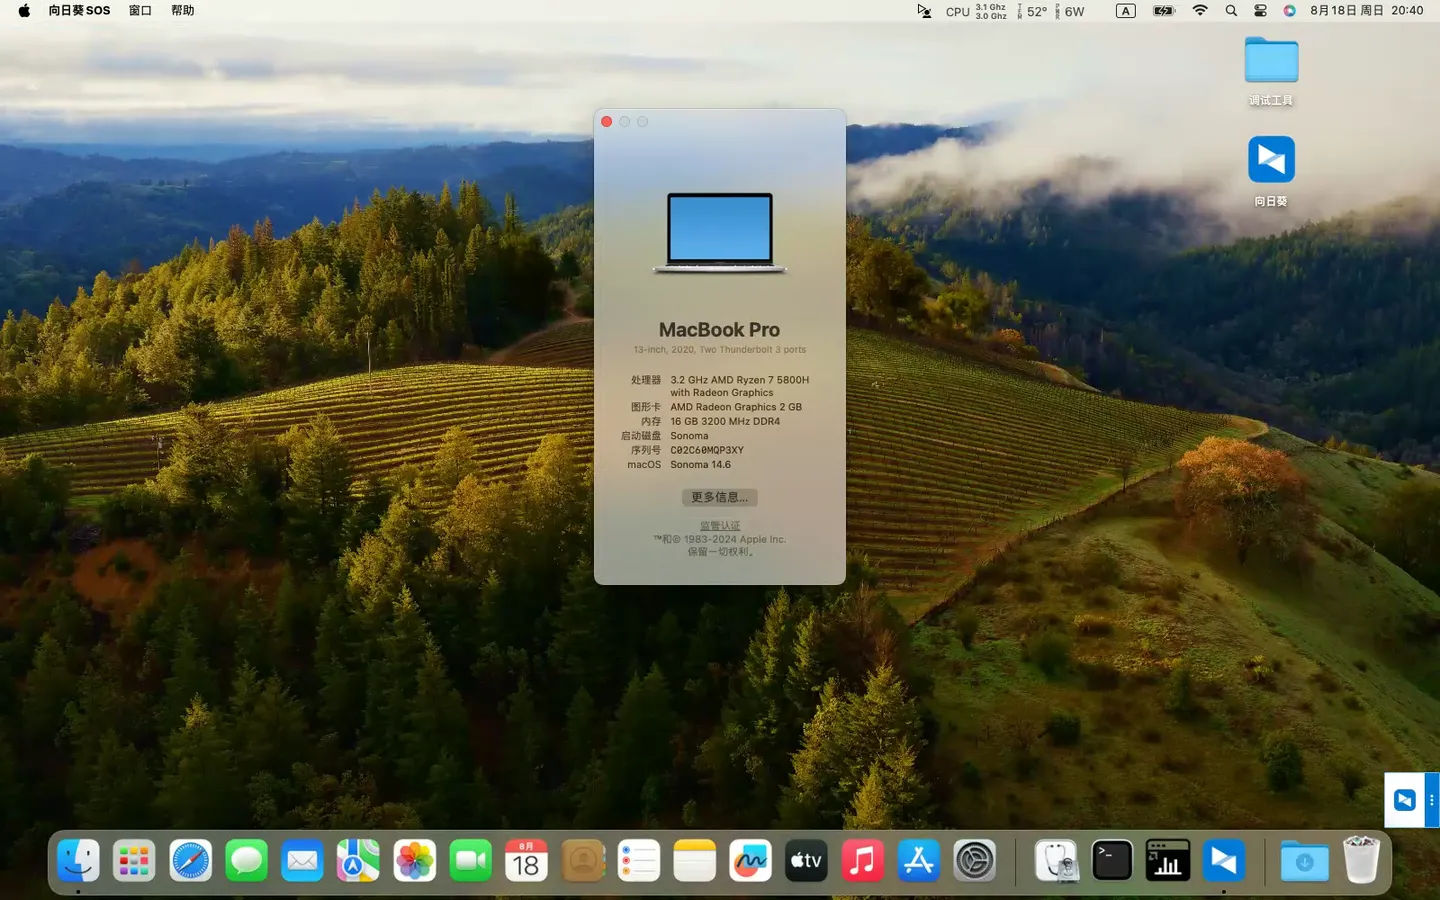 向日葵SOS 窗口 帮助 CPU 3.1 Ghz 3.0 Ghz 52° 6W A 8月18日 周日 20:40
调试工具
向日葵
MacBook Pro
13-inch, 2020, Two Thunderbolt 3 ports
处理器 3.2 GHz AMD Ryzen 7 5800H
with Radeon Graphics
图形卡 AMD Radeon Graphics 2 GB
内存 16 GB 3200 MHz DDR4
启动磁盘 Sonoma
序列号 C02C60MQP3XY
macOS Sonoma 14.6
更多信息...
监管认证
™和© 1983-2024 Apple Inc.
保留一切权利。
8月
18
tv